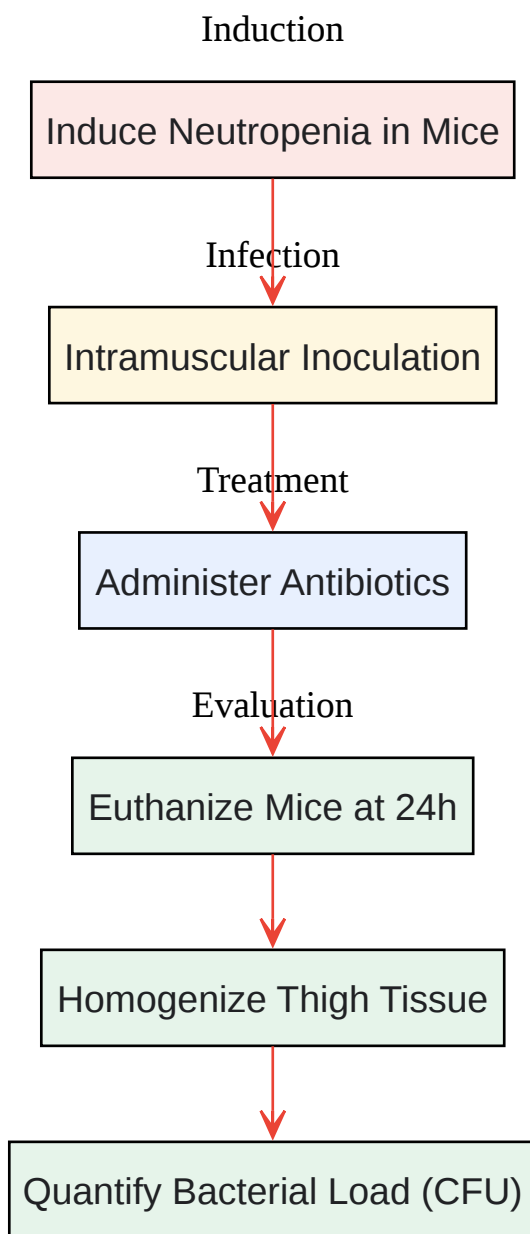 Induction
Induce Neutropenia in Mice
Infection
Intramuscular Inoculation
Treatment
Administer Antibiotics
Evaluation
Euthanize Mice at 24h
Homogenize Thigh Tissue
Quantify Bacterial Load (CFU)